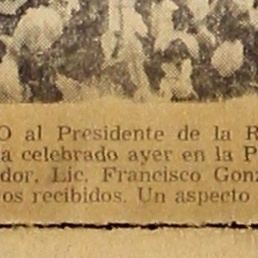 O al Presidente de la R
a celebrado ayer en la P
dor, Lic. Francisco Gonz
os recibidos. Un aspecto